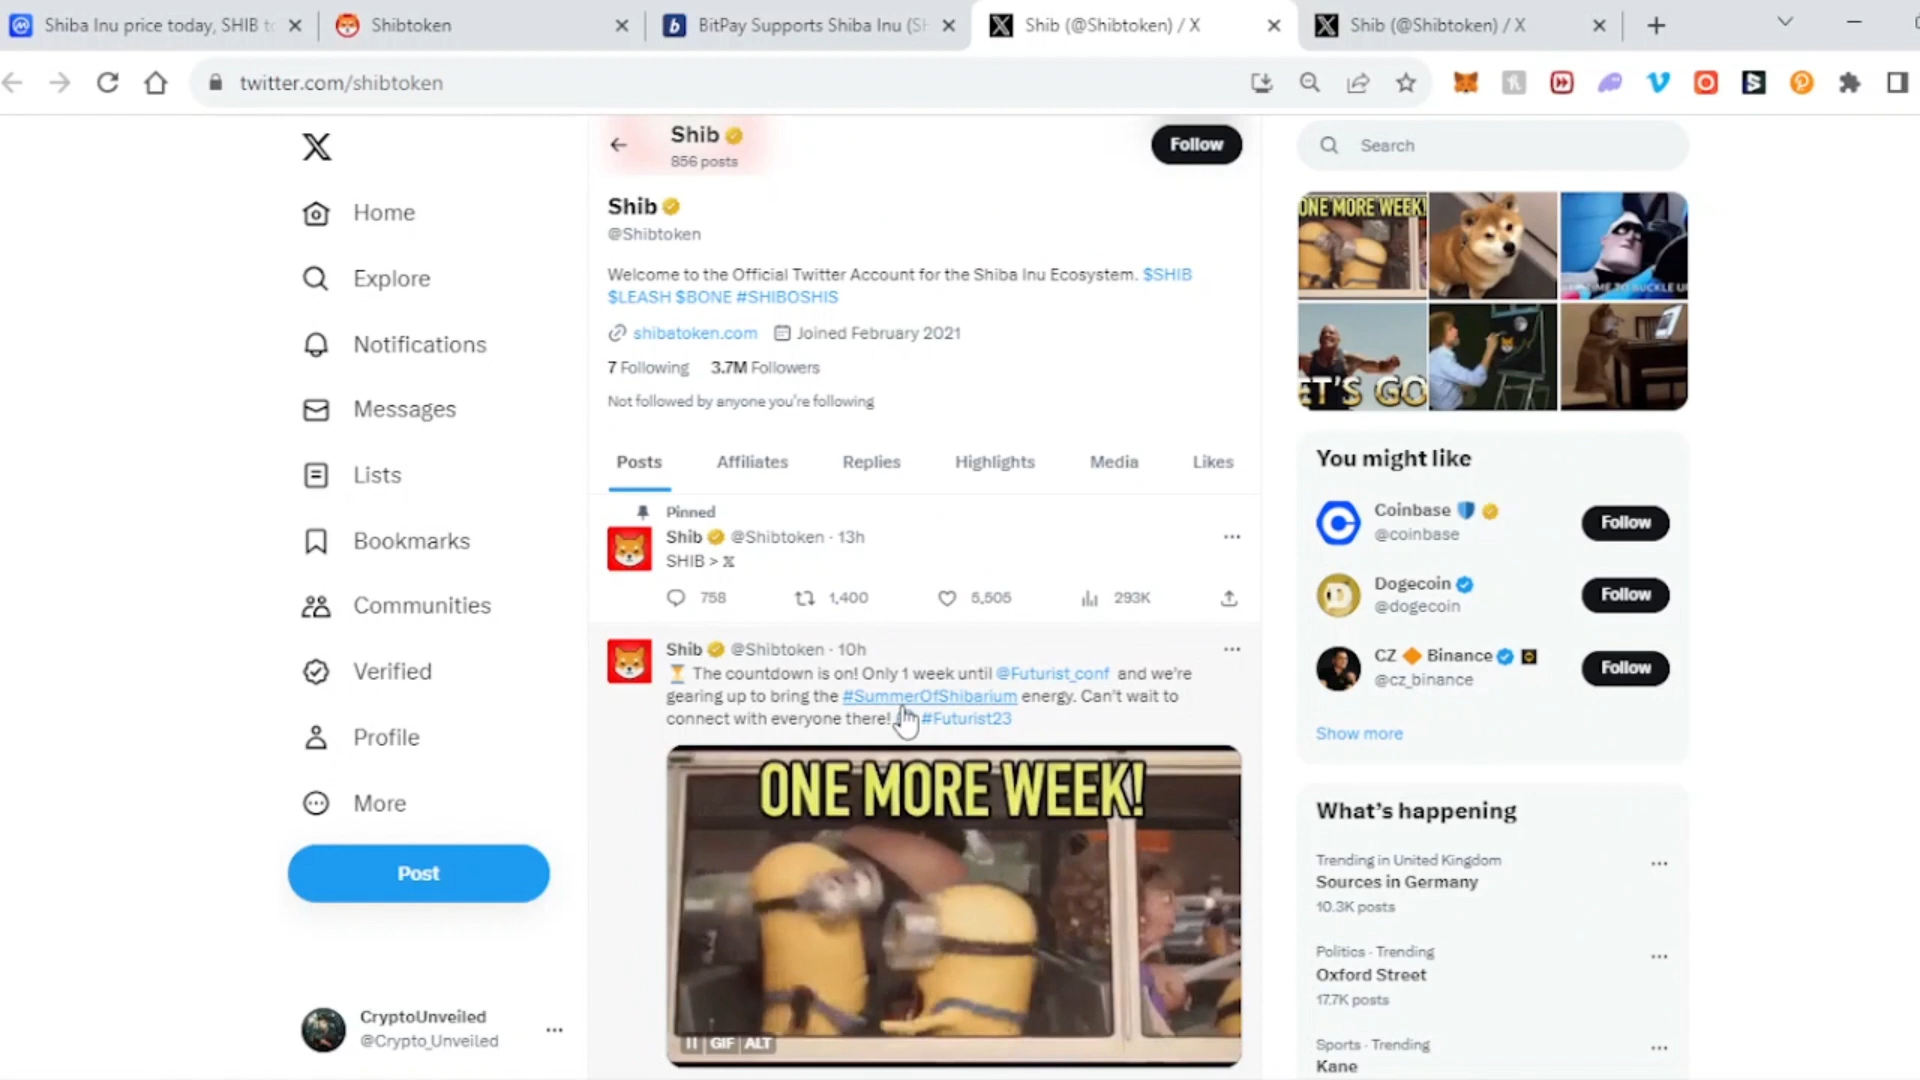 Shiba Inu price today, SHIB to
Shibtoken
BitPay Supports Shiba Inu (SH
Shib (@Shibtoken) / X
Shib (@Shibtoken) / X
twitter.com/shibtoken
Home
Explore
Notifications
Messages
Lists
Bookmarks
Communities
Verified
Profile
More
Post
CryptoUnveiled
@Crypto_Unveiled
Shib
856 posts
Follow
Shib
@Shibtoken
Welcome to the Official Twitter Account for the Shiba Inu Ecosystem. $SHIB
$LEASH $BONE #SHIBOSHIS
shibatoken.com Joined February 2021
7 Following 3.7M Followers
Not followed by anyone you're following
Posts Affiliates Replies Highlights Media Likes
Pinned
Shib @Shibtoken · 13h
SHIB > 𝕏
758 1,400 5,505 293K
Shib @Shibtoken · 10h
⏳ The countdown is on! Only 1 week until @Futurist_conf and we're
gearing up to bring the #SummerOfShibarium energy. Can't wait to
connect with everyone there! #Futurist23
ONE MORE WEEK!
GIF ALT
Search
ONE MORE WEEK!
TIME TO BUCKLE U
ET'S GO
You might like
Coinbase
@coinbase
Follow
Dogecoin
@dogecoin
Follow
CZ 🔶 Binance
@cz_binance
Follow
Show more
What's happening
Trending in United Kingdom
Sources in Germany
10.3K posts
Politics · Trending
Oxford Street
17.7K posts
Sports · Trending
Kane